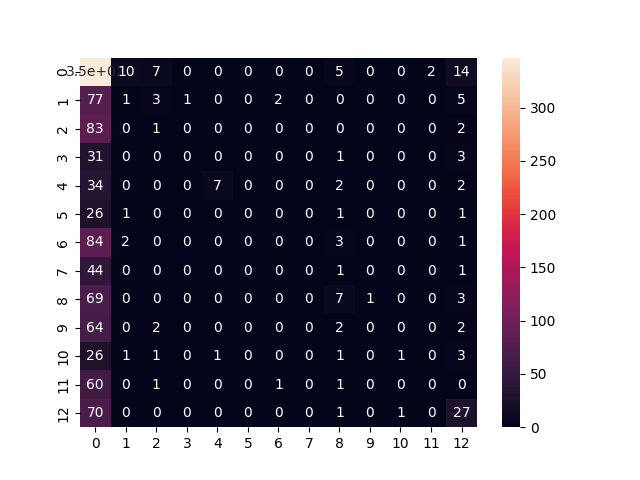 0 3.5e+0 10 7 0 0 0 0 0 5 0 0 2 14
1 77 1 3 1 0 0 2 0 0 0 0 0 5
2 83 0 1 0 0 0 0 0 0 0 0 0 2
3 31 0 0 0 0 0 0 0 1 0 0 0 3
4 34 0 0 0 7 0 0 0 2 0 0 0 2
5 26 1 0 0 0 0 0 0 1 0 0 0 1
6 84 2 0 0 0 0 0 0 3 0 0 0 1
7 44 0 0 0 0 0 0 0 1 0 0 0 1
8 69 0 0 0 0 0 0 0 7 1 0 0 3
9 64 0 2 0 0 0 0 0 2 0 0 0 2
10 26 1 1 0 1 0 0 0 1 0 1 0 3
11 60 0 1 0 0 0 1 0 1 0 0 0 0
12 70 0 0 0 0 0 0 0 1 0 1 0 27
0 1 2 3 4 5 6 7 8 9 10 11 12
300
250
200
150
100
50
0